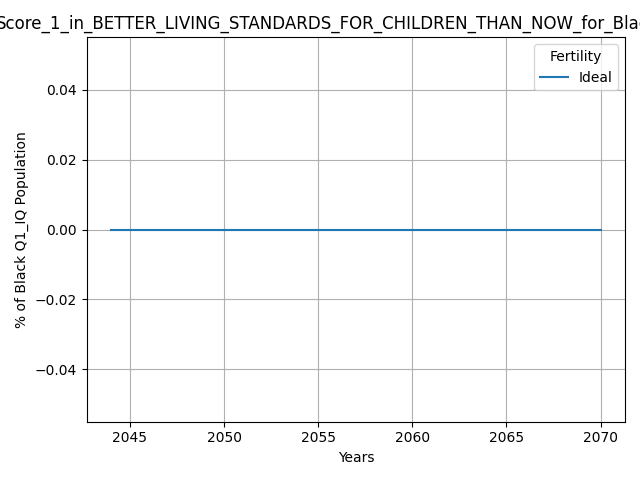 Score_1_in_BETTER_LIVING_STANDARDS_FOR_CHILDREN_THAN_NOW_for_Bla
Fertility
Ideal
0.04
0.02
0.00
−0.02
−0.04
% of Black Q1_IQ Population
2045 2050 2055 2060 2065 2070
Years